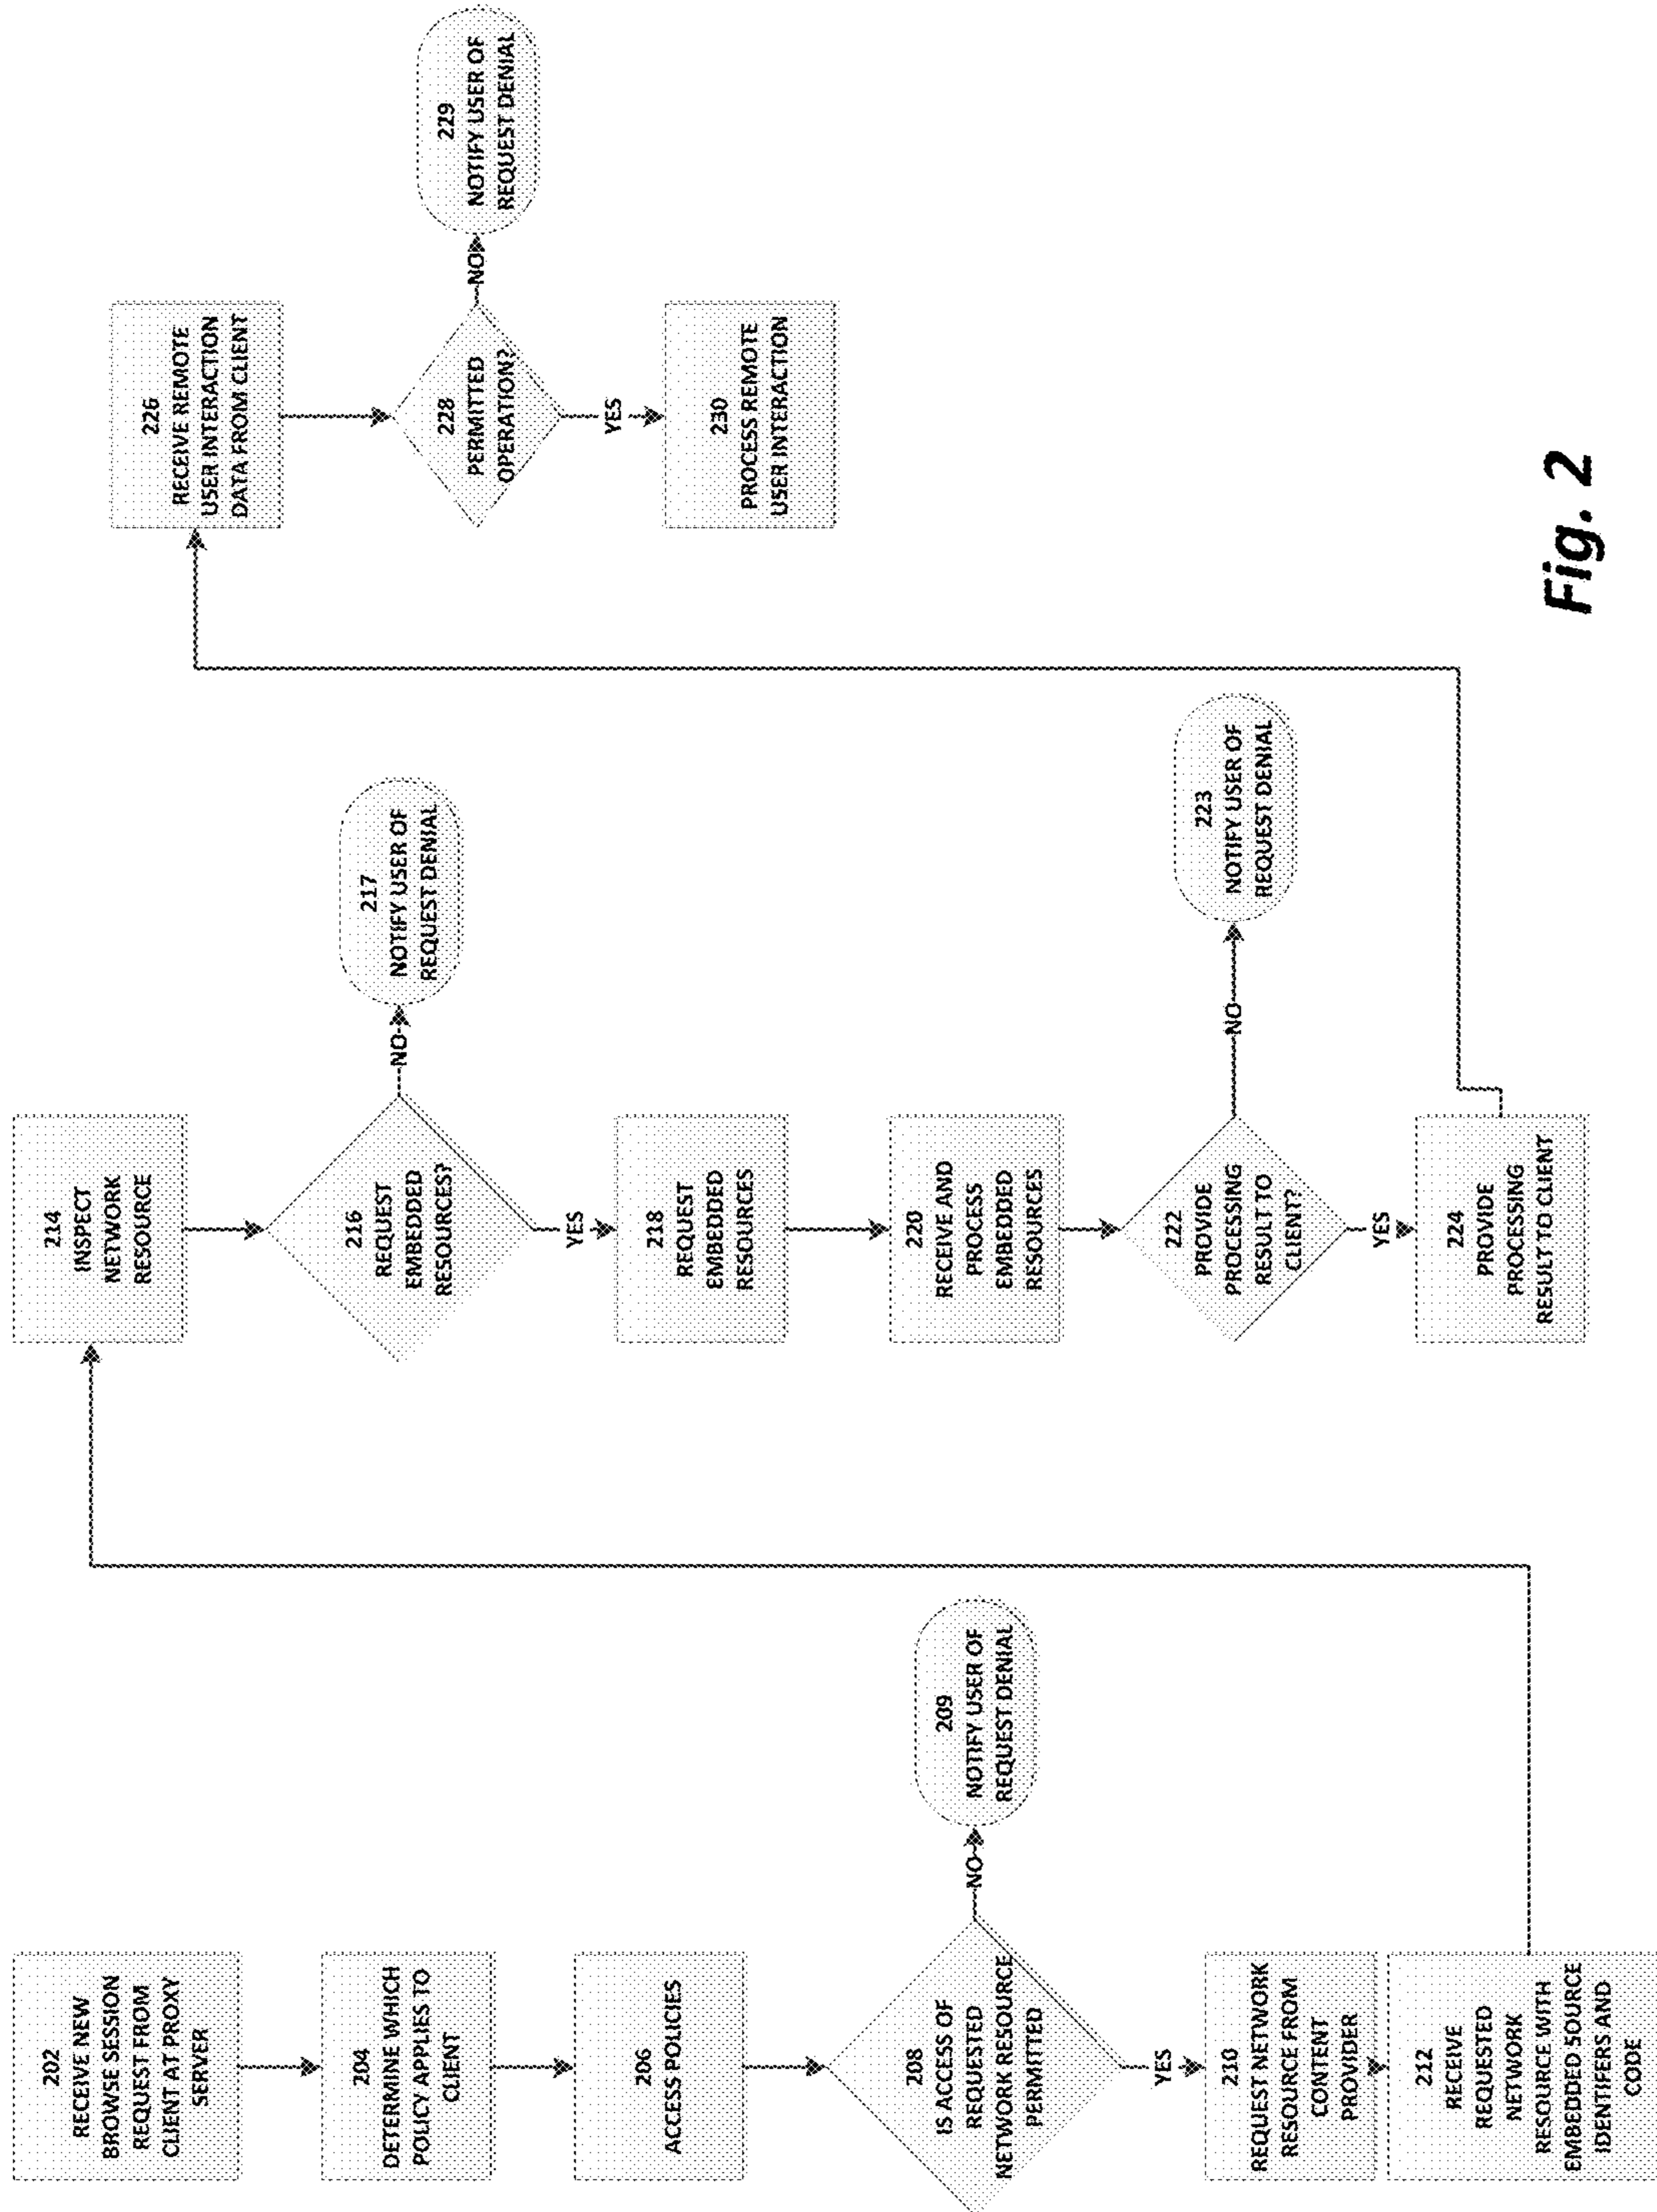 202
RECEIVE NEW
BROWSE SESSION
REQUEST FROM
CLIENT AT PROXY
SERVER
204
DETERMINE WHICH
POLICY APPLIES TO
CLIENT
206
ACCESS POLICIES
208
IS ACCESS OF
REQUESTED
NETWORK RESOURCE
PERMITTED
NO
209
NOTIFY USER OF
REQUEST DENIAL
YES
210
REQUEST NETWORK
RESOURCE FROM
CONTENT
PROVIDER
212
RECEIVE
REQUESTED
NETWORK
RESOURCE WITH
EMBEDDED SOURCE
IDENTIFERS AND
CODE
214
INSPECT
NETWORK
RESOURCE
216
REQUEST
EMBEDDED
RESOURCES?
NO
217
NOTIFY USER OF
REQUEST DENIAL
YES
218
REQUEST
EMBEDDED
RESOURCES
220
RECEIVE AND
PROCESS
EMBEDDED
RESOURCES
222
PROVIDE
PROCESSING
RESULT TO
CLIENT?
NO
223
NOTIFY USER OF
REQUEST DENIAL
YES
224
PROVIDE
PROCESSING
RESULT TO CLIENT
226
RECEIVE REMOTE
USER INTERACTION
DATA FROM CLIENT
228
PERMITTED
OPERATION?
NO
229
NOTIFY USER OF
REQUEST DENIAL
YES
230
PROCESS REMOTE
USER INTERACTION
Fig. 2